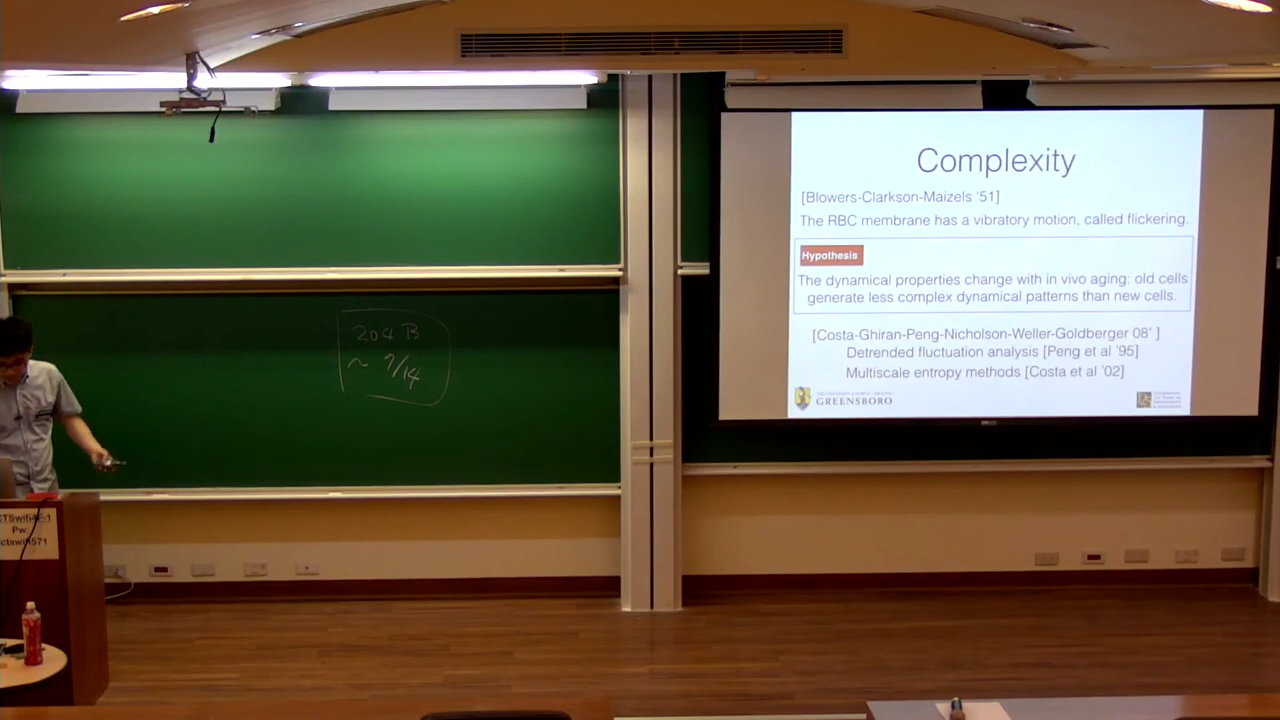 Complexity
[Blowers-Clarkson-Maizels '51]
The RBC membrane has a vibratory motion, called flickering.
Hypothesis
The dynamical properties change with in vivo aging: old cells
generate less complex dynamical patterns than new cells.
[Costa-Ghiran-Peng-Nicholson-Weller-Goldberger 08' ]
Detrended fluctuation analysis [Peng et al '95]
Multiscale entropy methods [Costa et al '02]
GREENSBORO
204 B
~ 7/14
Pw: